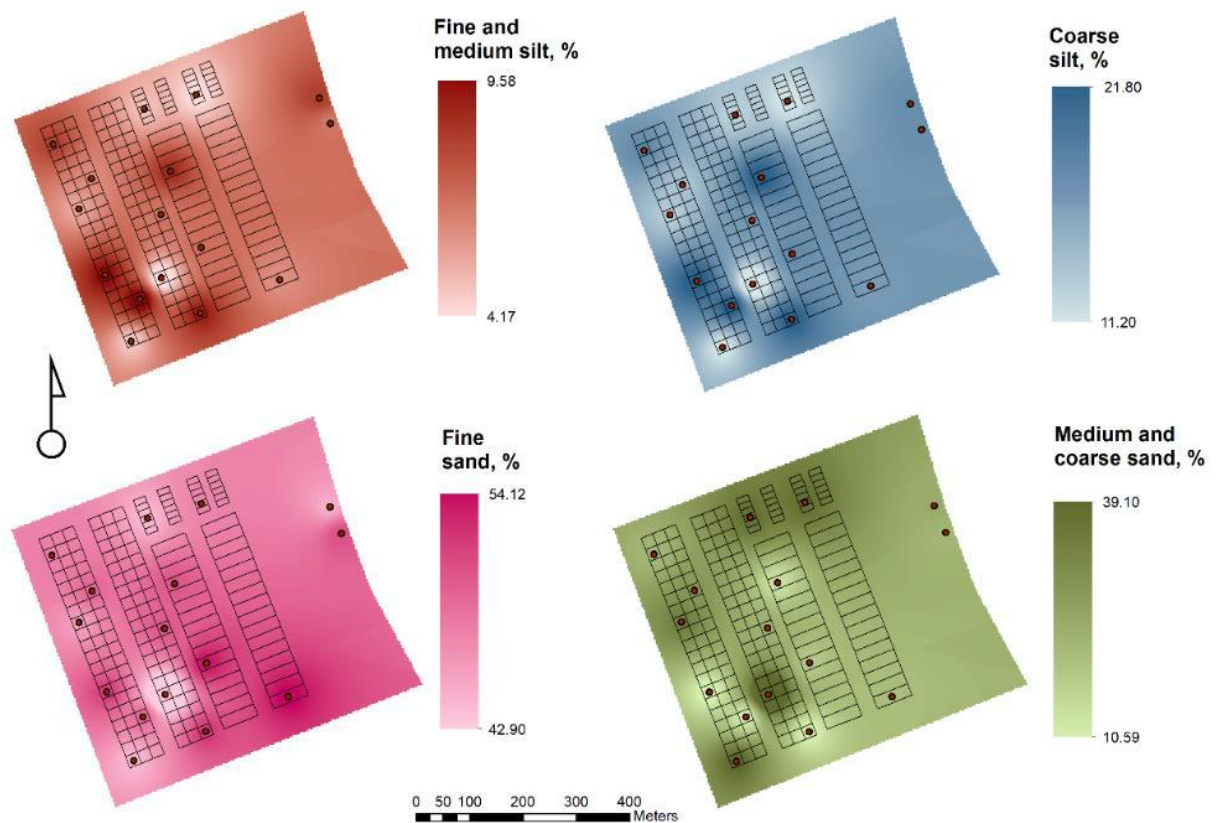 Fine and
medium silt, %
9.58
4.17
Coarse
silt, %
21.80
11.20
Fine
sand, %
54.12
42.90
Medium and
coarse sand, %
39.10
10.59
0 50 100 200 300 400
Meters